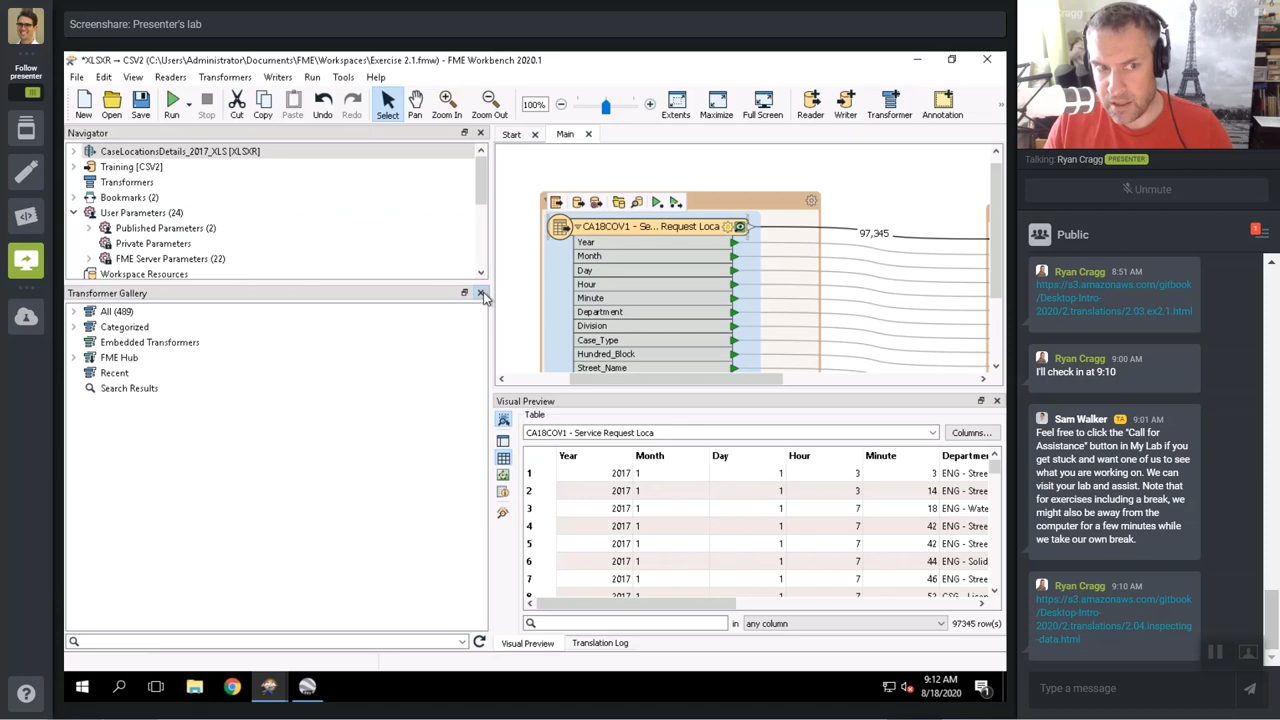 Screenshare: Presenter's lab
Follow
presenter
*XLSXR → CSV2 (C:\Users\Administrator\Documents\FME\Workspaces\Exercise 2.1.fmw) - FME Workbench 2020.1
File Edit View Readers Transformers Writers Run Tools Help
New Open Save Run Stop Cut Copy Paste Undo Redo Select Pan Zoom In Zoom Out 100% Extents Maximize Full Screen Reader Writer Transformer Annotation
Navigator
CaseLocationsDetails_2017_XLS [XLSXR]
Training [CSV2]
Transformers
Bookmarks (2)
User Parameters (24)
Published Parameters (2)
Private Parameters
FME Server Parameters (22)
Workspace Resources
Transformer Gallery
All (489)
Categorized
Embedded Transformers
FME Hub
Recent
Search Results
Start Main
CA18COV1 - Se... Request Loca
97,345
Year
Month
Day
Hour
Minute
Department
Division
Case_Type
Hundred_Block
Street_Name
Visual Preview
Table
CA18COV1 - Service Request Loca
Columns...
Year Month Day Hour Minute Departmer
1 2017 1 1 3 3 ENG - Stree
2 2017 1 1 3 14 ENG - Stree
3 2017 1 1 7 18 ENG - Wate
4 2017 1 1 7 42 ENG - Stree
5 2017 1 1 7 42 ENG - Stree
6 2017 1 1 7 44 ENG - Solid
7 2017 1 1 7 46 ENG - Stree
in any column 97345 row(s)
Visual Preview Translation Log
9:12 AM
8/18/2020
Cragg
Talking: Ryan Cragg PRESENTER
Unmute
Public
1
Ryan Cragg 8:51 AM
https://s3.amazonaws.com/gitbook
/Desktop-Intro-
2020/2.translations/2.03.ex2.1.html
Ryan Cragg 9:00 AM
I'll check in at 9:10
Sam Walker TA 9:01 AM
Feel free to click the "Call for
Assistance" button in My Lab if you
get stuck and want one of us to see
what you are working on. We can
visit your lab and assist. Note that
for exercises including a break, we
might also be away from the
computer for a few minutes while
we take our own break.
Ryan Cragg 9:10 AM
https://s3.amazonaws.com/gitbook
/Desktop-Intro-
2020/2.translations/2.04.inspecting
-data.html
Type a message